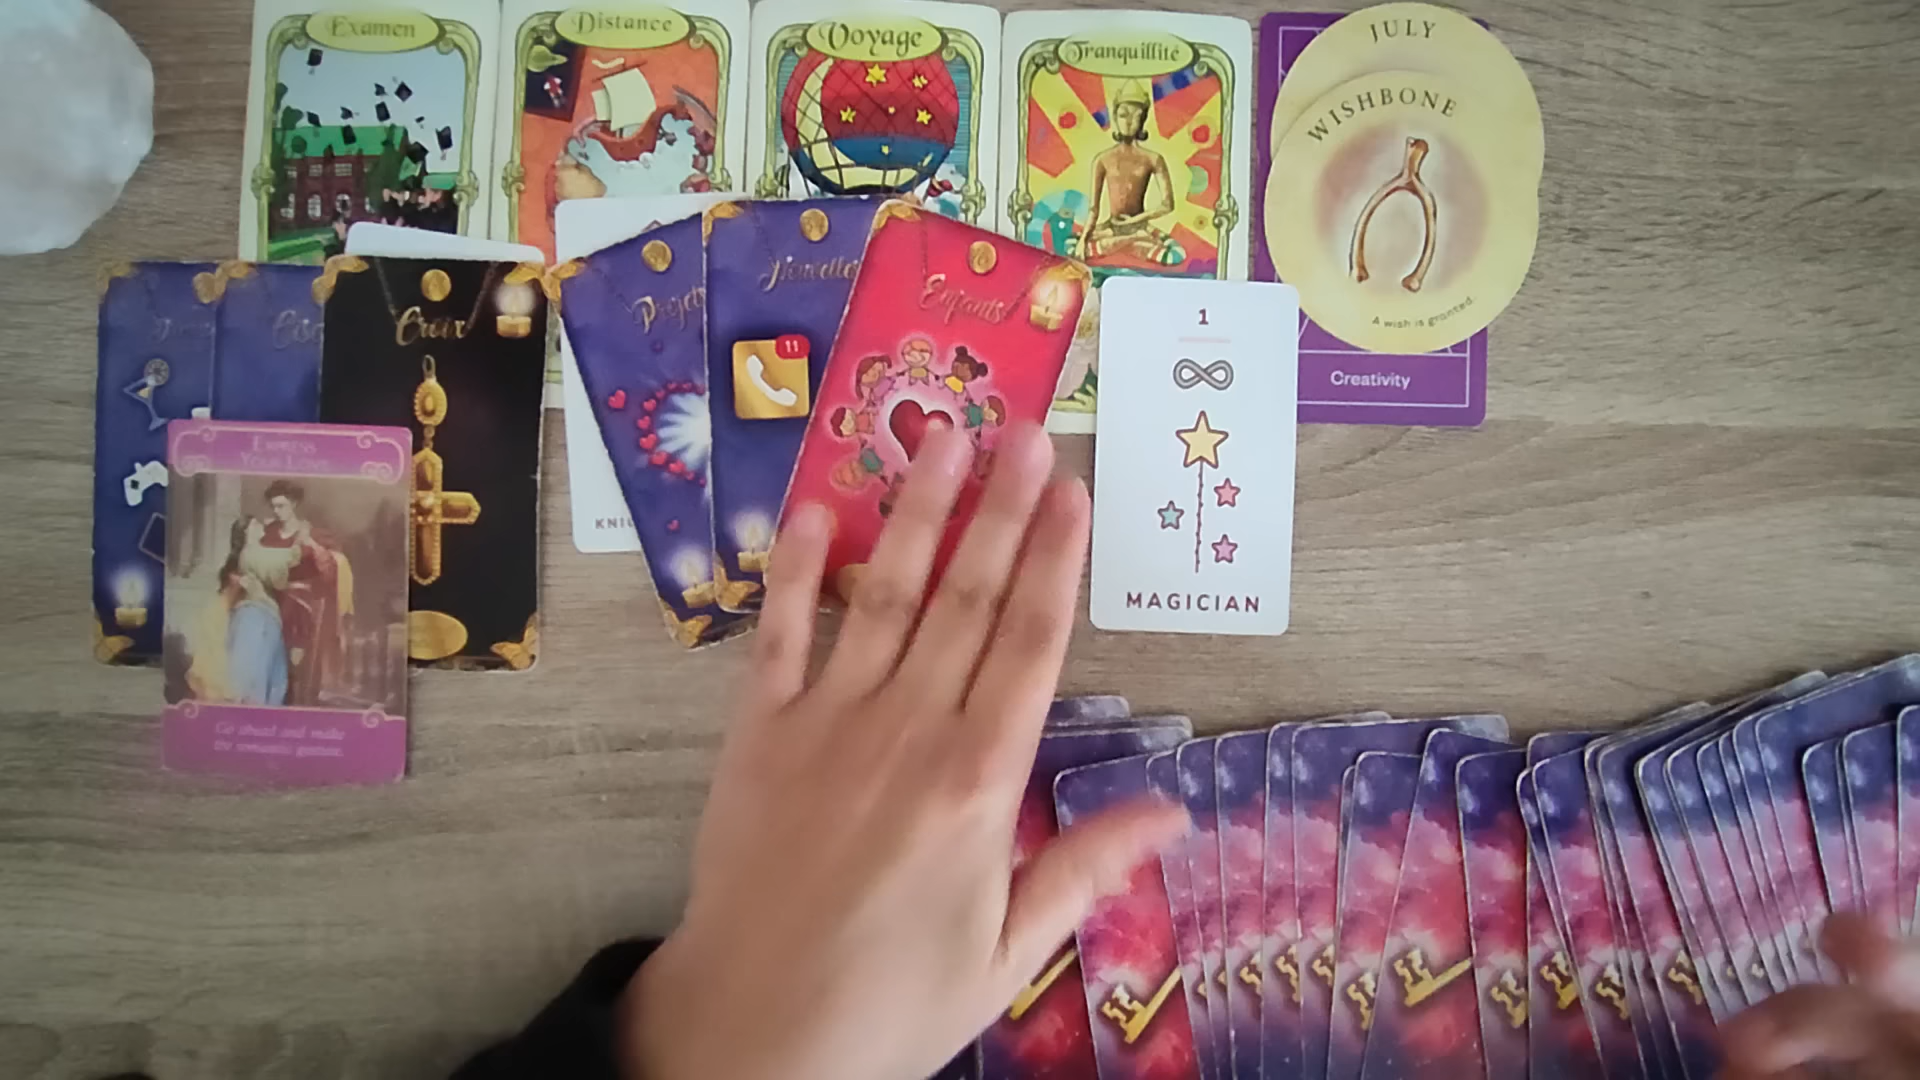 Examen
Distance
Voyage
Tranquillité
JULY
WISHBONE
A wish is granted.
Creativity
Croix
Projets
Enfants
11
1
MAGICIAN
EXPRESS
YOUR LOVE
Go ahead and make
the romantic gesture.